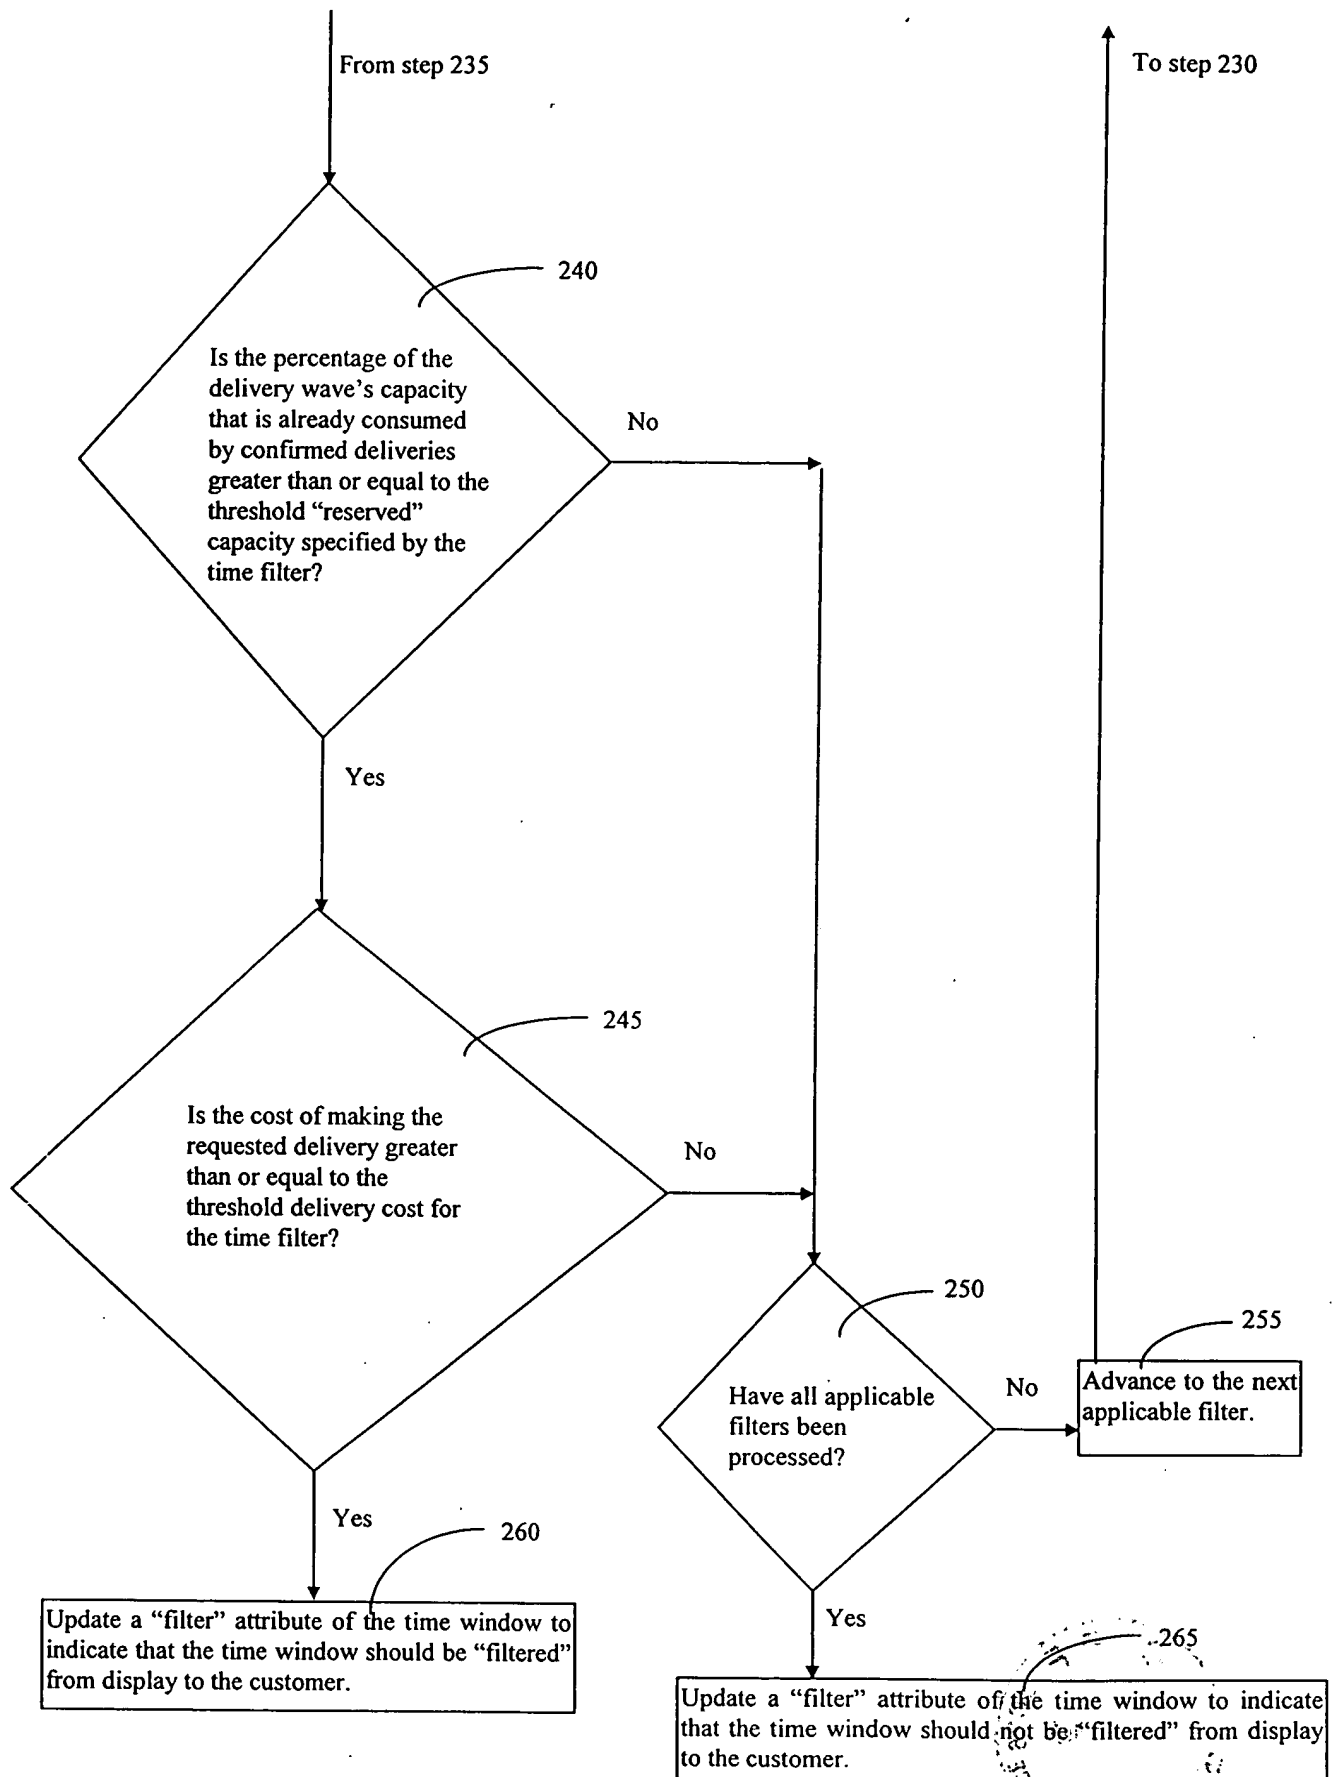 From step 235
To step 230
240
Is the percentage of the
delivery wave's capacity
that is already consumed
by confirmed deliveries
greater than or equal to the
threshold “reserved”
capacity specified by the
time filter?
No
Yes
245
Is the cost of making the
requested delivery greater
than or equal to the
threshold delivery cost for
the time filter?
No
250
Have all applicable
filters been
processed?
No
255
Advance to the next
applicable filter.
Yes
260
Update a “filter” attribute of the time window to
indicate that the time window should be “filtered”
from display to the customer.
Yes
265
Update a “filter” attribute of the time window to indicate
that the time window should not be “filtered” from display
to the customer.